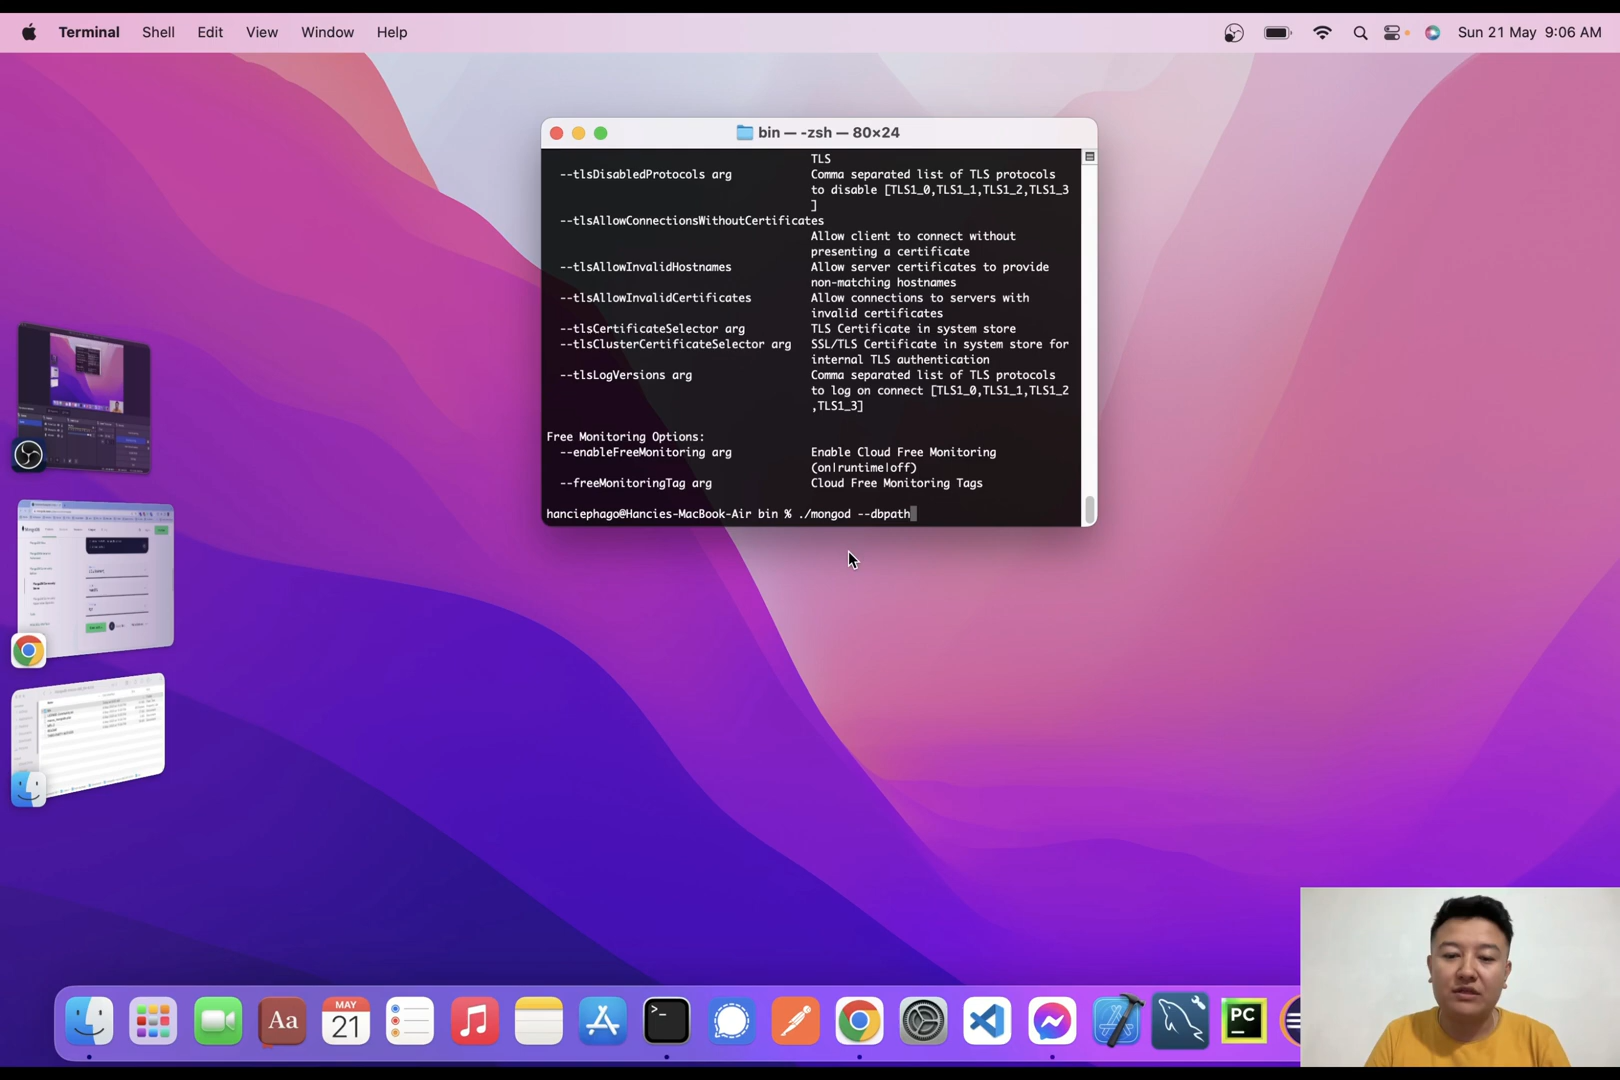 Terminal Shell Edit View Window Help Sun 21 May 9:06 AM
bin — -zsh — 80×24
TLS
--tlsDisabledProtocols arg Comma separated list of TLS protocols
to disable [TLS1_0,TLS1_1,TLS1_2,TLS1_3
]
--tlsAllowConnectionsWithoutCertificates
Allow client to connect without
presenting a certificate
--tlsAllowInvalidHostnames Allow server certificates to provide
non-matching hostnames
--tlsAllowInvalidCertificates Allow connections to servers with
invalid certificates
--tlsCertificateSelector arg TLS Certificate in system store
--tlsClusterCertificateSelector arg SSL/TLS Certificate in system store for
internal TLS authentication
--tlsLogVersions arg Comma separated list of TLS protocols
to log on connect [TLS1_0,TLS1_1,TLS1_2
,TLS1_3]
Free Monitoring Options:
--enableFreeMonitoring arg Enable Cloud Free Monitoring
(on|runtime|off)
--freeMonitoringTag arg Cloud Free Monitoring Tags
hanciephago@Hancies-MacBook-Air bin % ./mongod --dbpath
Aa
MAY
21
>_
PC